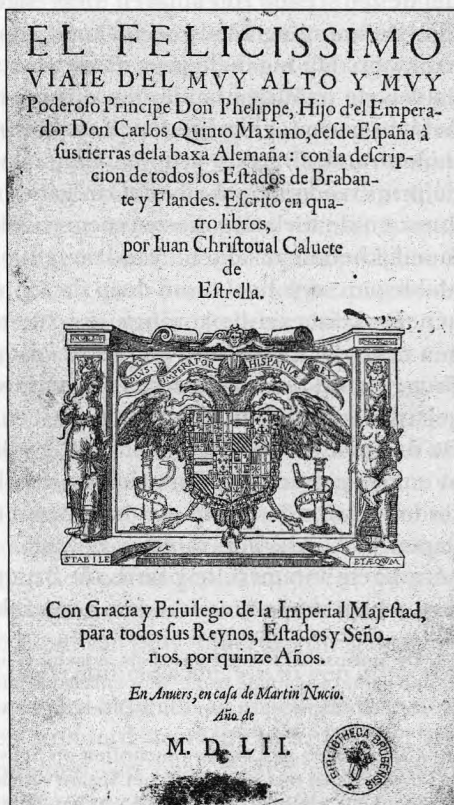 EL FELICISSIMO
VIAIE D'EL MVY ALTO Y MVY
Poderoſo Principe Don Phelippe, Hijo d'el Empera-
dor Don Carlos Quinto Maximo, deſde Eſpaña à
ſus tierras dela baxa Alemaña: con la deſcrip-
cion de todos los Eſtados de Braban-
te y Flandes. Eſcrito en qua-
tro libros,
por Iuan Chriſtoual Caluete
de
Eſtrella.
IMPERATOR HISPANIÆ REX
STABILE ET AEQVVM
Con Gracia y Priuilegio de la Imperial Majeſtad,
para todos ſus Reynos, Eſtados y Seño-
rios, por quinze Años.
En Anuers, en caſa de Martin Nucio.
Año de
M. D. LII.
BIBLIOTHECA BRUBENSIS